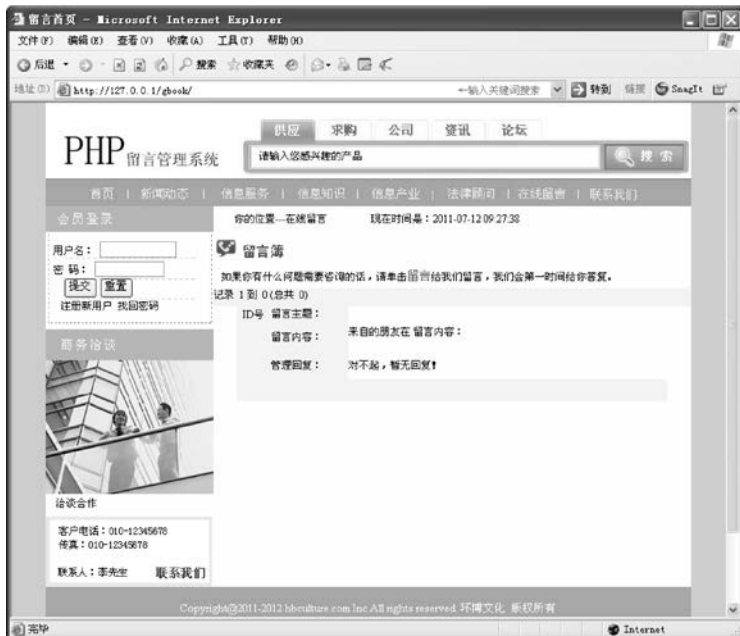 留言首页 - Microsoft Internet Explorer
文件(F) 编辑(E) 查看(V) 收藏(A) 工具(T) 帮助(H)
后退 搜索 收藏夹
地址(D) http://127.0.0.1/gbook/ 输入关键词搜索 转到 链接 SnagIt
供应 求购 公司 资讯 论坛
PHP留言管理系统
请输入您感兴趣的产品 搜索
首页 | 新闻动态 | 信息服务 | 信息知识 | 信息产业 | 法律顾问 | 在线留言 | 联系我们
会员登录
你的位置---在线留言 现在时间是：2011-07-12 09:27:38
用户名：
密 码：
提交 重置
注册新用户 找回密码
留言簿
如果你有什么问题需要咨询的话，请单击留言给我们留言，我们会第一时间给你答复。
记录 1 到 0(总共 0)
ID号 留言主题：
留言内容： 来自的朋友在 留言内容：
管理回复： 对不起，暂无回复!
商务洽谈
洽谈合作
客户电话：010-12345678
传真：010-12345678
联系人：李先生 联系我们
Copyright@2011-2012 hbculture.com Inc.All rights reserved 环博文化 版权所有
完毕 Internet